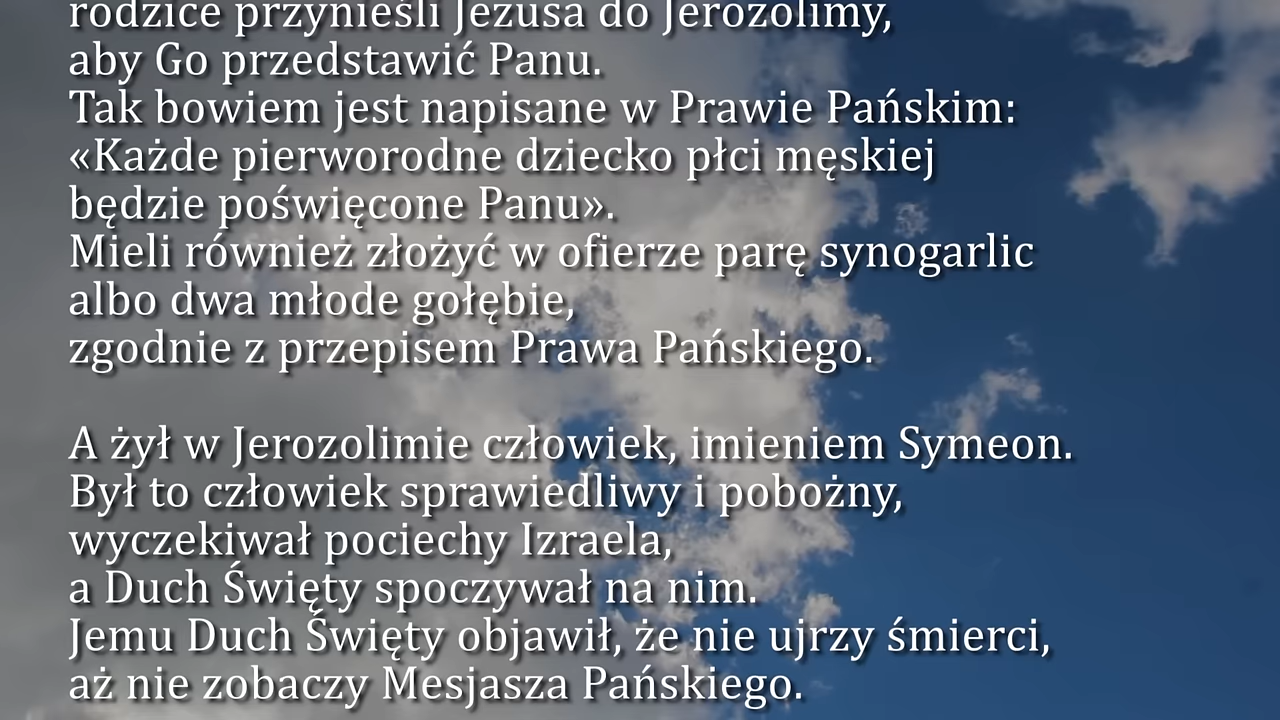 rodzice przynieśli Jezusa do Jerozolimy,
aby Go przedstawić Panu.
Tak bowiem jest napisane w Prawie Pańskim:
«Każde pierworodne dziecko płci męskiej
będzie poświęcone Panu».
Mieli również złożyć w ofierze parę synogarlic
albo dwa młode gołębie,
zgodnie z przepisem Prawa Pańskiego.

A żył w Jerozolimie człowiek, imieniem Symeon.
Był to człowiek sprawiedliwy i pobożny,
wyczekiwał pociechy Izraela,
a Duch Święty spoczywał na nim.
Jemu Duch Święty objawił, że nie ujrzy śmierci,
aż nie zobaczy Mesjasza Pańskiego.